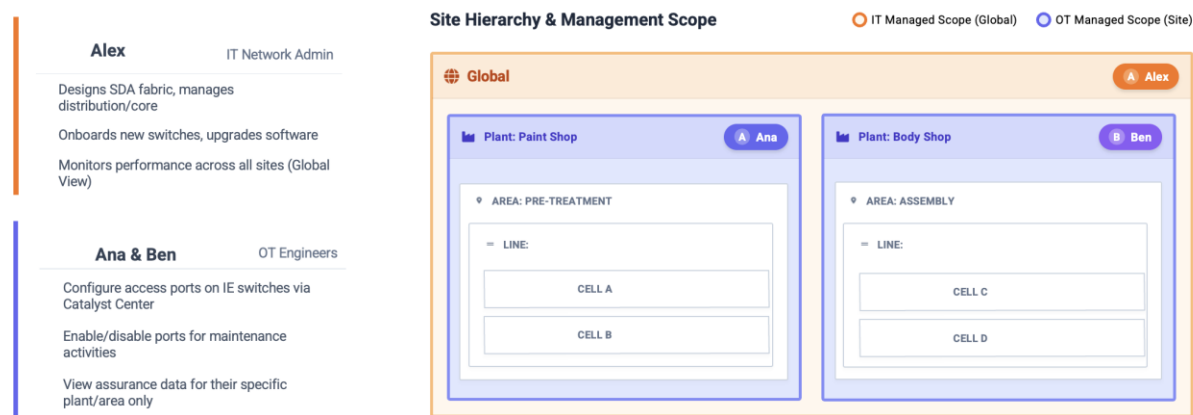 Alex
IT Network Admin
Designs SDA fabric, manages
distribution/core
Onboards new switches, upgrades software
Monitors performance across all sites (Global
View)
Ana & Ben
OT Engineers
Configure access ports on IE switches via
Catalyst Center
Enable/disable ports for maintenance
activities
View assurance data for their specific
plant/area only
Site Hierarchy & Management Scope
IT Managed Scope (Global)
OT Managed Scope (Site)
Global
A Alex
Plant: Paint Shop
A Ana
AREA: PRE-TREATMENT
LINE:
CELL A
CELL B
Plant: Body Shop
B Ben
AREA: ASSEMBLY
LINE:
CELL C
CELL D